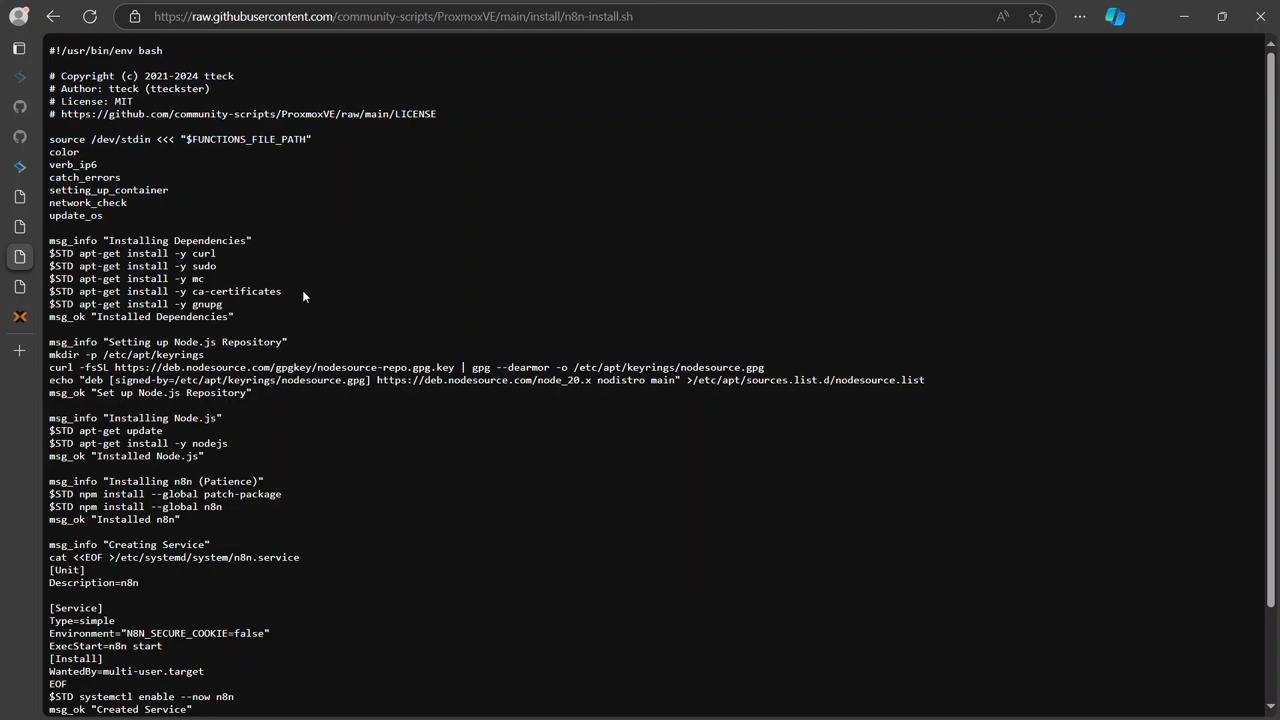 https://raw.githubusercontent.com/community-scripts/ProxmoxVE/main/install/n8n-install.sh
#!/usr/bin/env bash
# Copyright (c) 2021-2024 tteck
# Author: tteck (tteckster)
# License: MIT
# https://github.com/community-scripts/ProxmoxVE/raw/main/LICENSE
source /dev/stdin <<< "$FUNCTIONS_FILE_PATH"
color
verb_ip6
catch_errors
setting_up_container
network_check
update_os
msg_info "Installing Dependencies"
$STD apt-get install -y curl
$STD apt-get install -y sudo
$STD apt-get install -y mc
$STD apt-get install -y ca-certificates
$STD apt-get install -y gnupg
msg_ok "Installed Dependencies"
msg_info "Setting up Node.js Repository"
mkdir -p /etc/apt/keyrings
curl -fsSL https://deb.nodesource.com/gpgkey/nodesource-repo.gpg.key | gpg --dearmor -o /etc/apt/keyrings/nodesource.gpg
echo "deb [signed-by=/etc/apt/keyrings/nodesource.gpg] https://deb.nodesource.com/node_20.x nodistro main" >/etc/apt/sources.list.d/nodesource.list
msg_ok "Set up Node.js Repository"
msg_info "Installing Node.js"
$STD apt-get update
$STD apt-get install -y nodejs
msg_ok "Installed Node.js"
msg_info "Installing n8n (Patience)"
$STD npm install --global patch-package
$STD npm install --global n8n
msg_ok "Installed n8n"
msg_info "Creating Service"
cat <<EOF >/etc/systemd/system/n8n.service
[Unit]
Description=n8n
[Service]
Type=simple
Environment="N8N_SECURE_COOKIE=false"
ExecStart=n8n start
[Install]
WantedBy=multi-user.target
EOF
$STD systemctl enable --now n8n
msg_ok "Created Service"